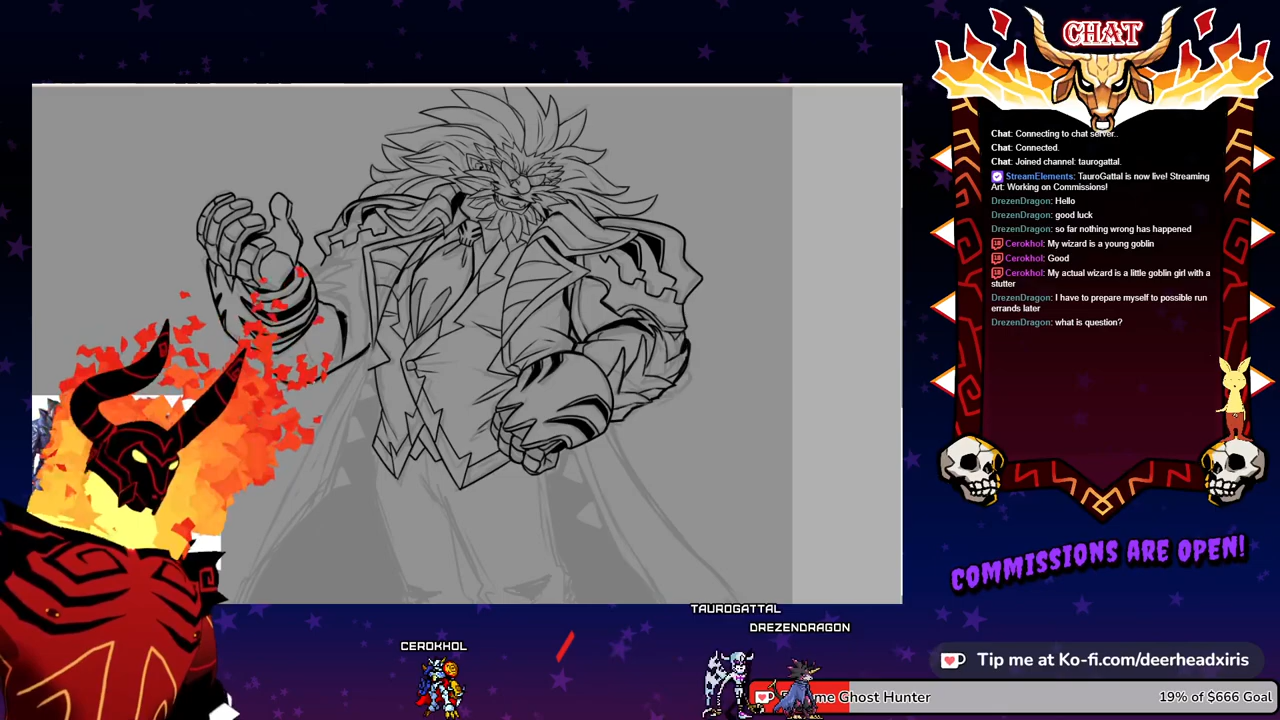 CHAT
Chat: Connecting to chat server..
Chat: Connected.
Chat: Joined channel: taurogattal.
StreamElements: TauroGattal is now live! Streaming
Art: Working on Commissions!
DrezenDragon: Hello
DrezenDragon: good luck
DrezenDragon: so far nothing wrong has happened
Cerokhol: My wizard is a young goblin
Cerokhol: Good
Cerokhol: My actual wizard is a little goblin girl with a
stutter
DrezenDragon: I have to prepare myself to possible run
errands later
DrezenDragon: what is question?
COMMISSIONS ARE OPEN!
TAUROGATTAL
DREZENDRAGON
CEROKHOL
Tip me at Ko-fi.com/deerheadxiris
Ghost Hunter
19% of $666 Goal